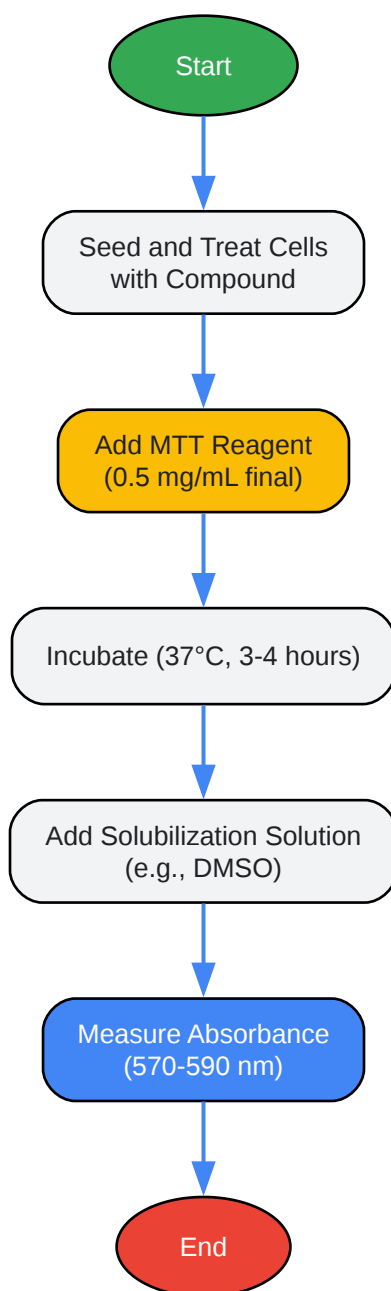 Start
Seed and Treat Cells
with Compound
Add MTT Reagent
(0.5 mg/mL final)
Incubate (37°C, 3-4 hours)
Add Solubilization Solution
(e.g., DMSO)
Measure Absorbance
(570-590 nm)
End